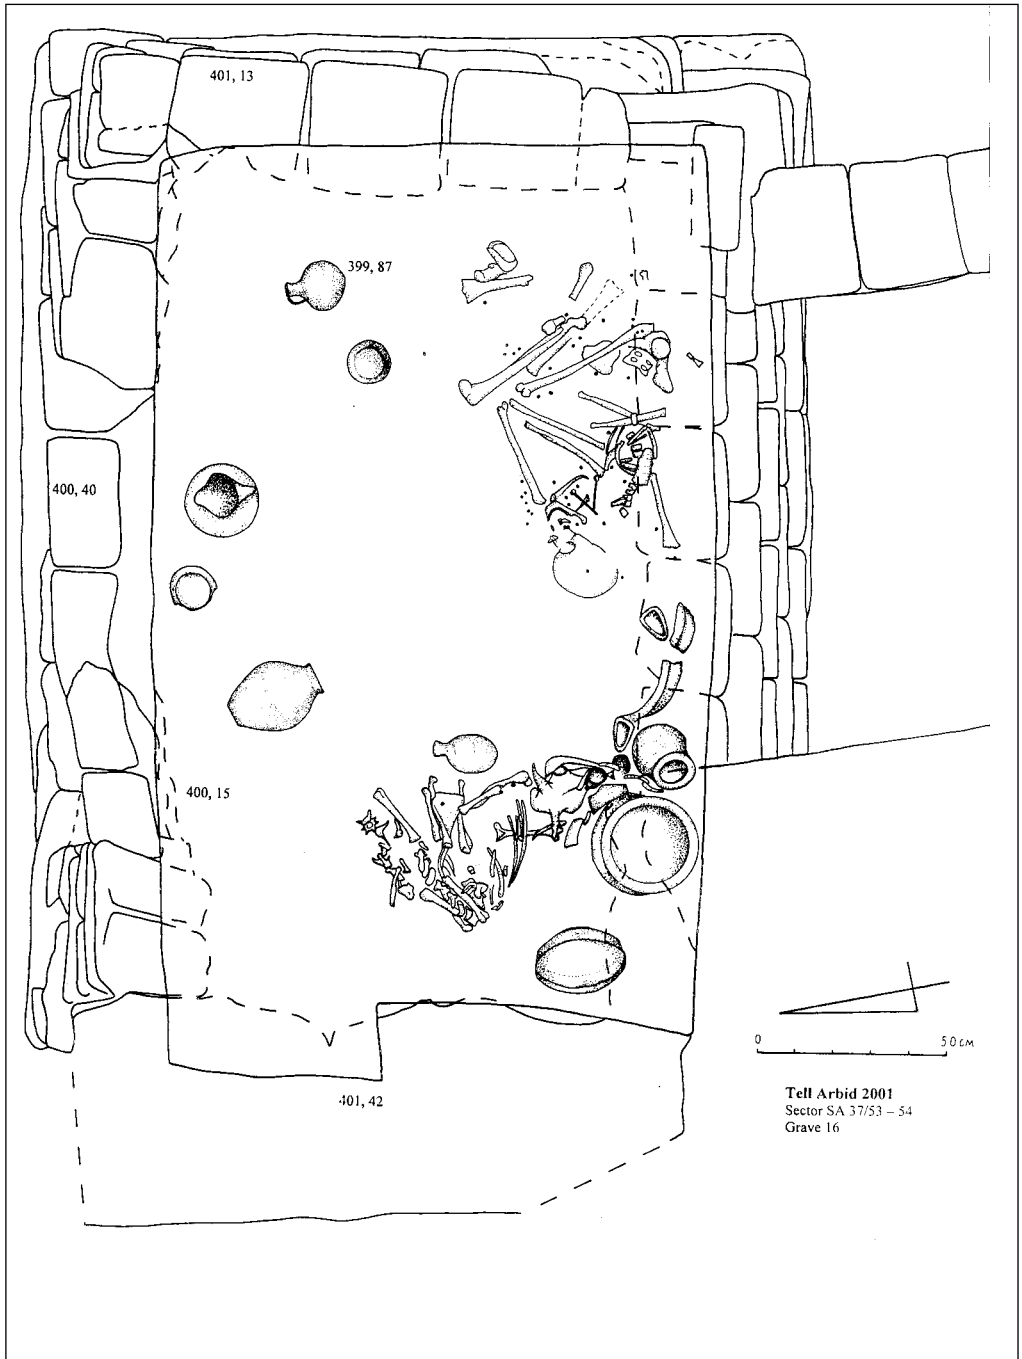 401, 13
399, 87
400, 40
400, 15
401, 42
0 50 cм
Tell Arbid 2001
Sector SA 37/53 – 54
Grave 16